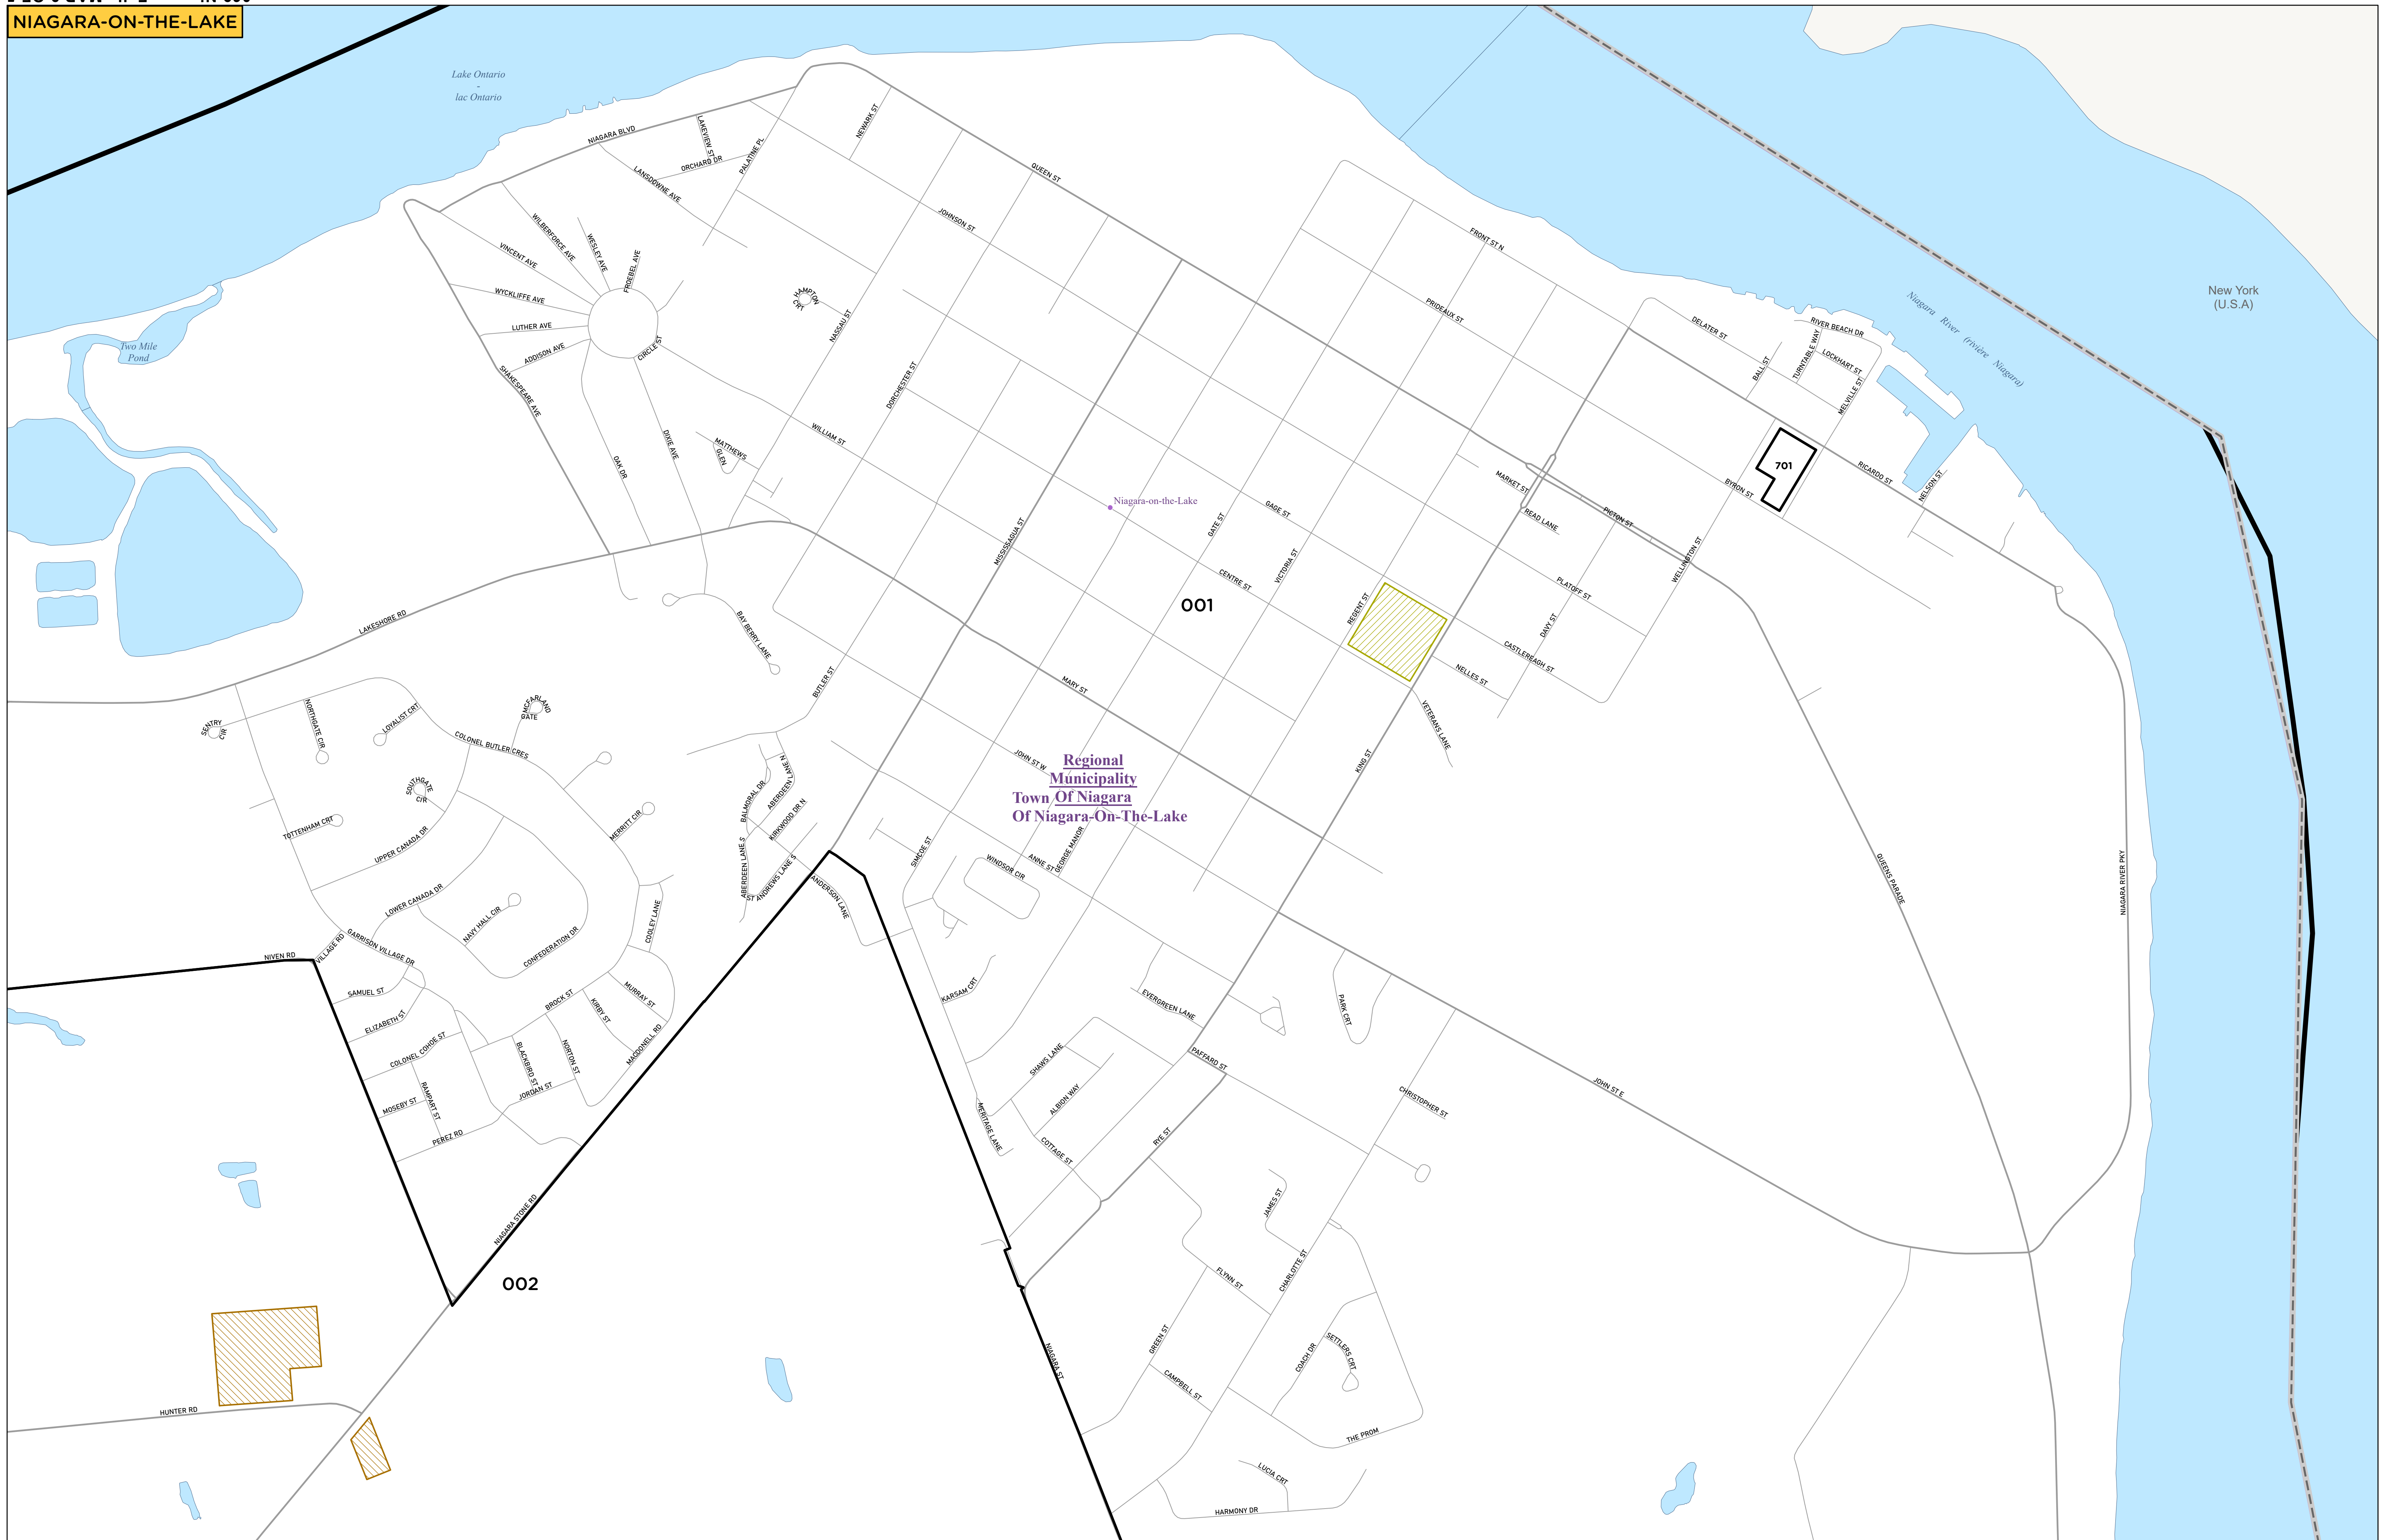 NIAGARA-ON-THE-LAKE
Lake Ontario
-
lac Ontario
NIAGARA BLVD
LAKEVIEW ST
ORCHARD DR
PALATINE PL
LANSDOWNE AVE
NEWARK ST
QUEEN ST
JOHNSON ST
WILBERFORCE AVE
WESLEY AVE
FROEBEL AVE
VINCENT AVE
WYCKLIFFE AVE
LUTHER AVE
ADDISON AVE
CIRCLE ST
SHAKESPEARE AVE
HAMPTON
CRT
NASSAU ST
DORCHESTER ST
WILLIAM ST
OAK DR
DIXIE AVE
MATTHEWS
GLEN
Two Mile
Pond
FRONT ST N
PRIDEAUX ST
DELATER ST
RIVER BEACH DR
TURNTABLE WAY
LOCKHART ST
BALL ST
MELVILLE ST
Niagara River (rivière Niagara)
New York
(U.S.A)
701
RICARDO ST
NELSON ST
BYRON ST
MARKET ST
READ LANE
PICTON ST
WELLINGTON ST
PLATOFF ST
DAVY ST
CASTLEREAGH ST
NELLES ST
VETERANS LANE
Niagara-on-the-Lake
MISSISSAGUA ST
GATE ST
GAGE ST
VICTORIA ST
CENTRE ST
REGENT ST
001
LAKESHORE RD
BAY BERRY LANE
BUTLER ST
MARY ST
KING ST
JOHN ST W
Regional
Municipality
Town Of Niagara
Of Niagara-On-The-Lake
SENTRY
CIR
NORTHGATE CIR
LOYALIST CRT
MCFARLAND
GATE
COLONEL BUTLER CRES
SOUTHGATE
CIR
TOTTENHAM CRT
UPPER CANADA DR
MERRITT CIR
LOWER CANADA DR
NAVY HALL CIR
CONFEDERATION DR
COOLEY LANE
BALMORAL DR
ABERDEEN LANE N
KIRKWOOD DR N
ABERDEEN LANE S
ST ANDREWS LANE S
ANDERSON LANE
SIMCOE ST
WINDSOR CIR
ANNE ST
GEORGE MANOR
QUEENS PARADE
NIAGARA RIVER PKY
NIVEN RD
VILLAGE RD
GARRISON VILLAGE DR
SAMUEL ST
ELIZABETH ST
COLONEL COHOE ST
MOSEBY ST
RAMPART ST
PEREZ RD
BROCK ST
KIRBY ST
MURRAY ST
MACDONELL RD
BLACKBIRD ST
NORTON ST
JORDAN ST
KARSAM CRT
EVERGREEN LANE
PARK CRT
PAFFARD ST
SHAWS LANE
ALBION WAY
COTTAGE ST
MERITAGE LANE
RYE ST
CHRISTOPHER ST
JOHN ST E
JAMES ST
CHARLOTTE ST
FLYNN ST
NIAGARA STONE RD
002
GREEN ST
COACH DR
SETTLERS CRT
CAMPBELL ST
NIAGARA ST
THE PROM
LUCIA CRT
HARMONY DR
HUNTER RD